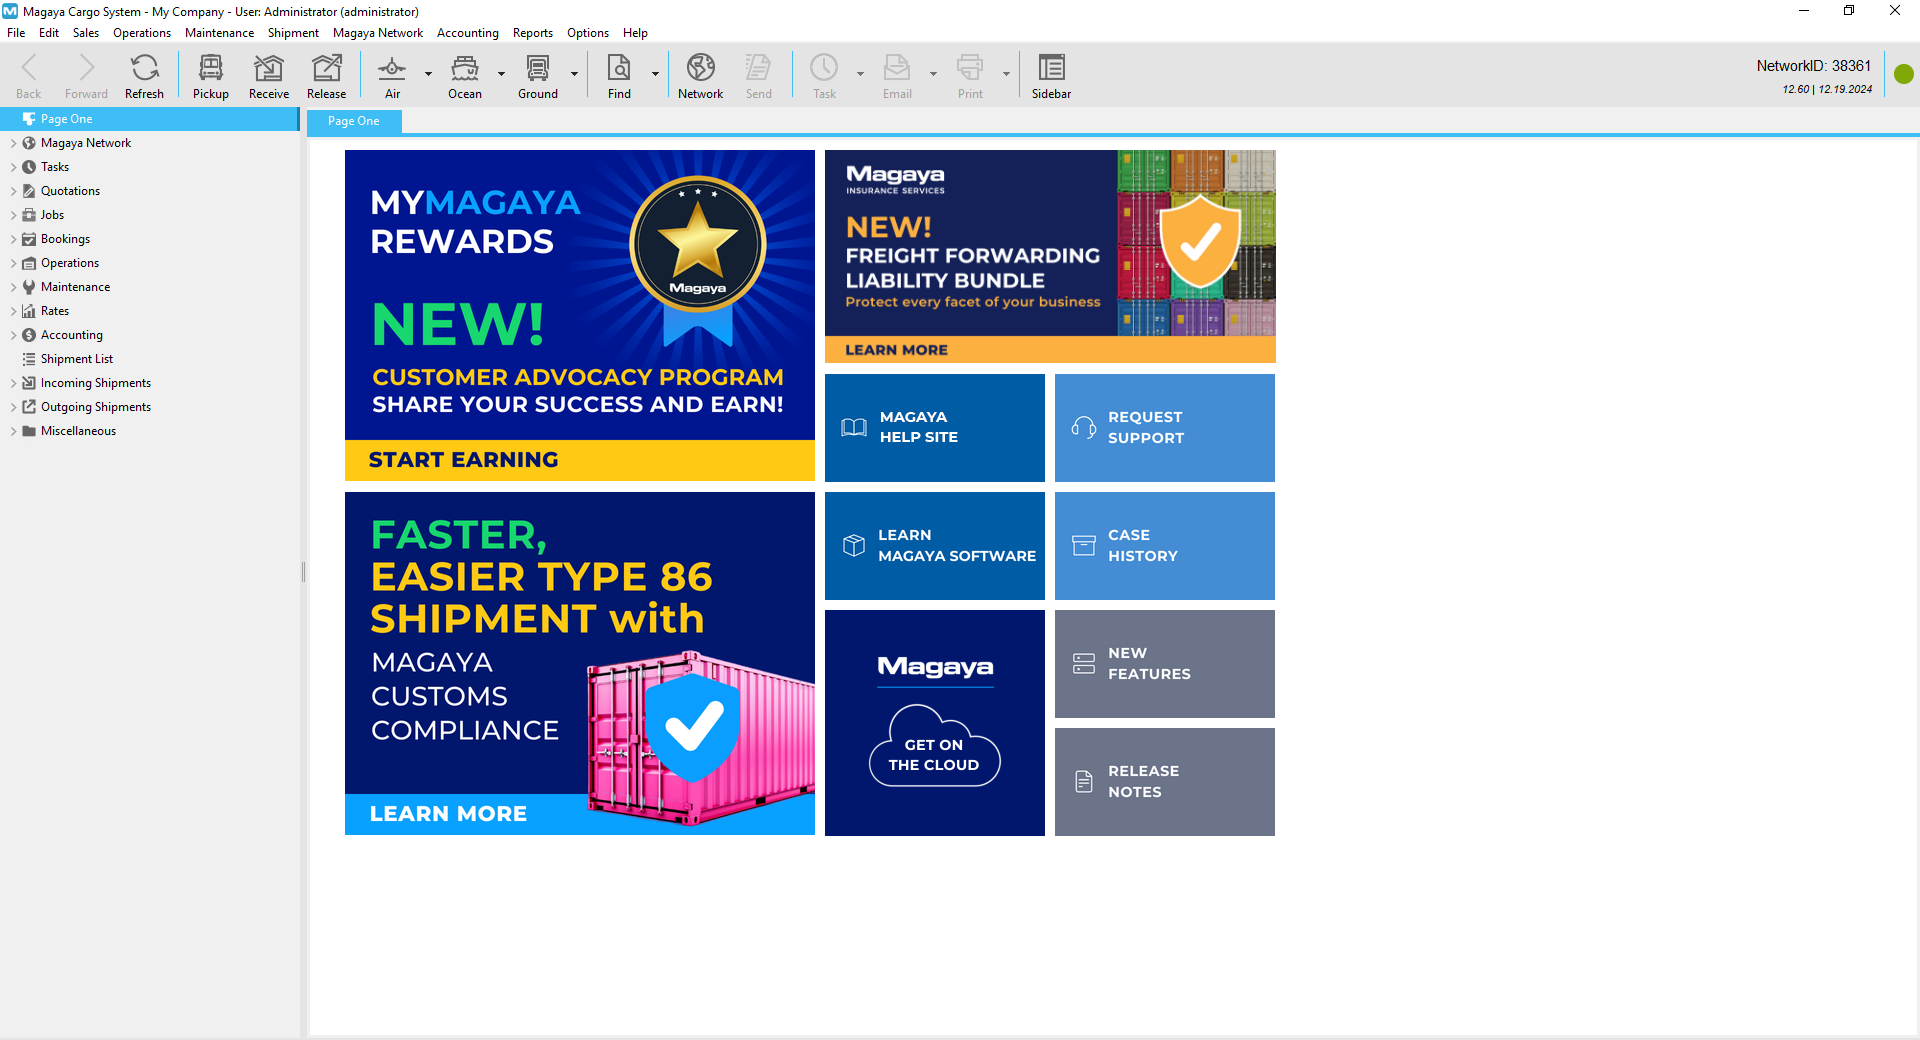 Magaya Cargo System - My Company - User: Administrator (administrator)
File Edit Sales Operations Maintenance Shipment Magaya Network Accounting Reports Options Help
Back Forward Refresh Pickup Receive Release Air Ocean Ground Find Network Send Task Email Print Sidebar
NetworkID: 38361
12.60 | 12.19.2024
Page One
Magaya Network
Tasks
Quotations
Jobs
Bookings
Operations
Maintenance
Rates
Accounting
Shipment List
Incoming Shipments
Outgoing Shipments
Miscellaneous
Page One
MYMAGAYA
REWARDS
Magaya
NEW!
CUSTOMER ADVOCACY PROGRAM
SHARE YOUR SUCCESS AND EARN!
START EARNING
Magaya
INSURANCE SERVICES
NEW!
FREIGHT FORWARDING
LIABILITY BUNDLE
Protect every facet of your business
LEARN MORE
MAGAYA
HELP SITE
REQUEST
SUPPORT
FASTER,
EASIER TYPE 86
SHIPMENT with
MAGAYA
CUSTOMS
COMPLIANCE
LEARN MORE
LEARN
MAGAYA SOFTWARE
CASE
HISTORY
Magaya
GET ON
THE CLOUD
NEW
FEATURES
RELEASE
NOTES